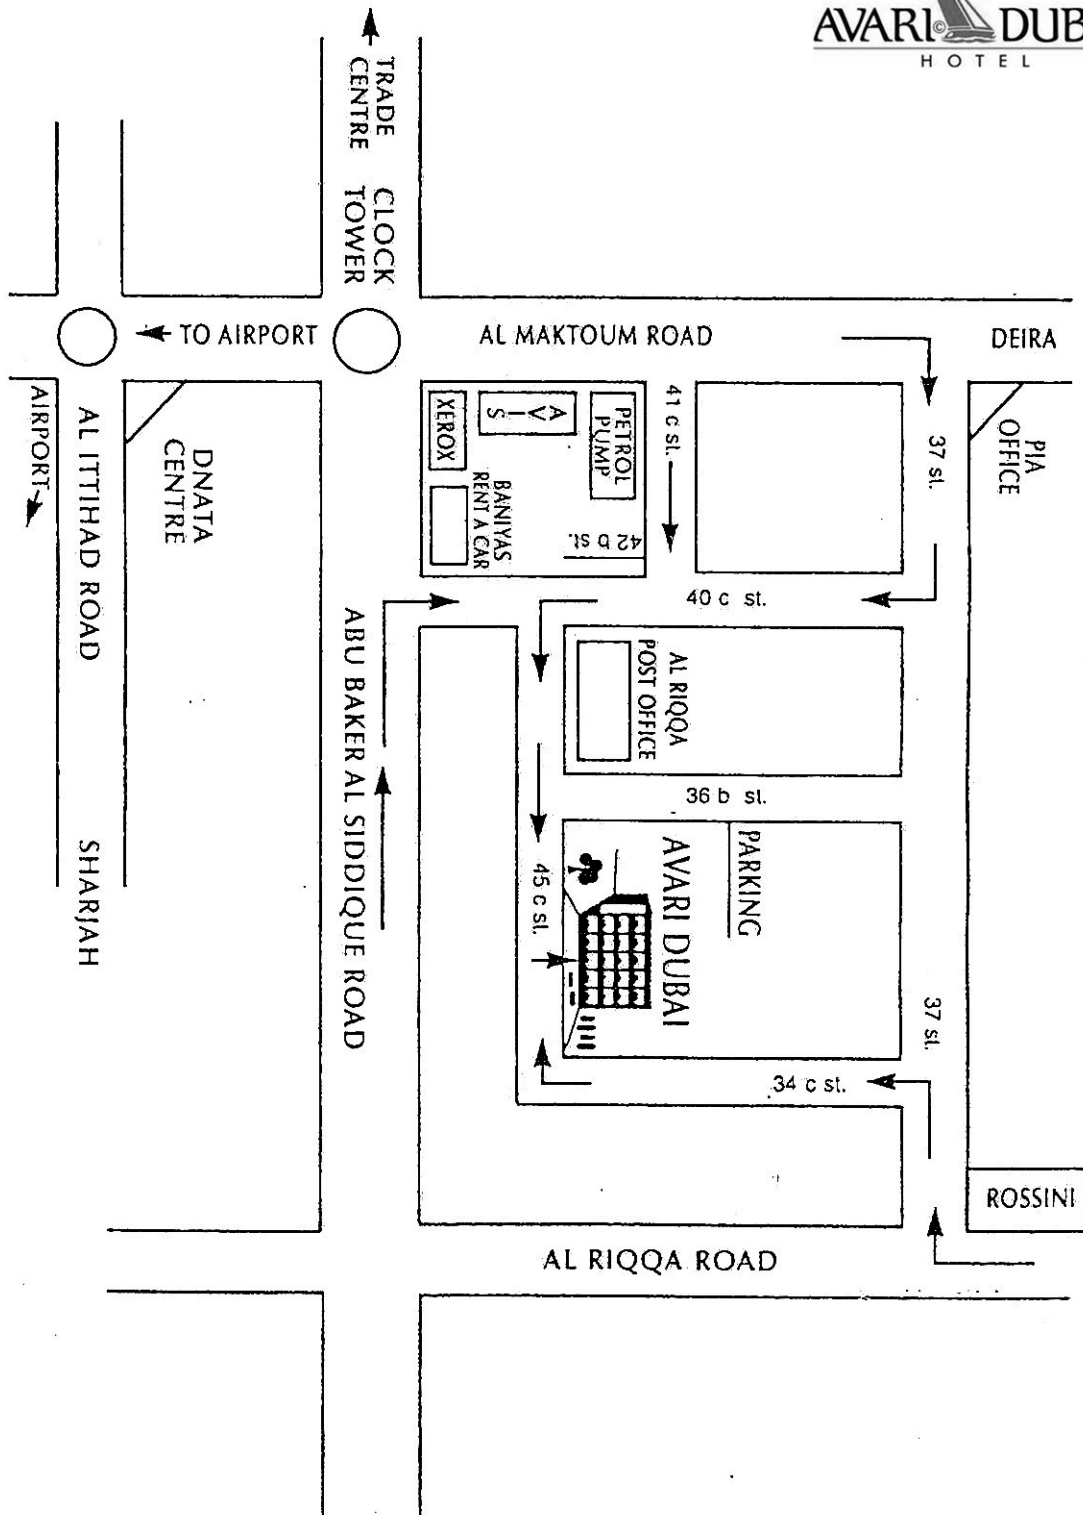 AVARI DUB
HOTEL
TRADE
CENTRE
CLOCK
TOWER
TO AIRPORT
AL MAKTOUM ROAD
DEIRA
AIRPORT
AL ITTIHAD ROAD
SHARJAH
DNATA
CENTRE
XEROX
AVIS
PETROL
PUMP
BANIYAS
RENT A CAR
42 b st.
41 c st.
37 st.
PIA
OFFICE
40 c st.
ABU BAKER AL SIDDIQUE ROAD
AL RIQQA
POST OFFICE
36 b st.
45 c st.
AVARI DUBAI
PARKING
37 st.
34 c st.
ROSSINI
AL RIQQA ROAD